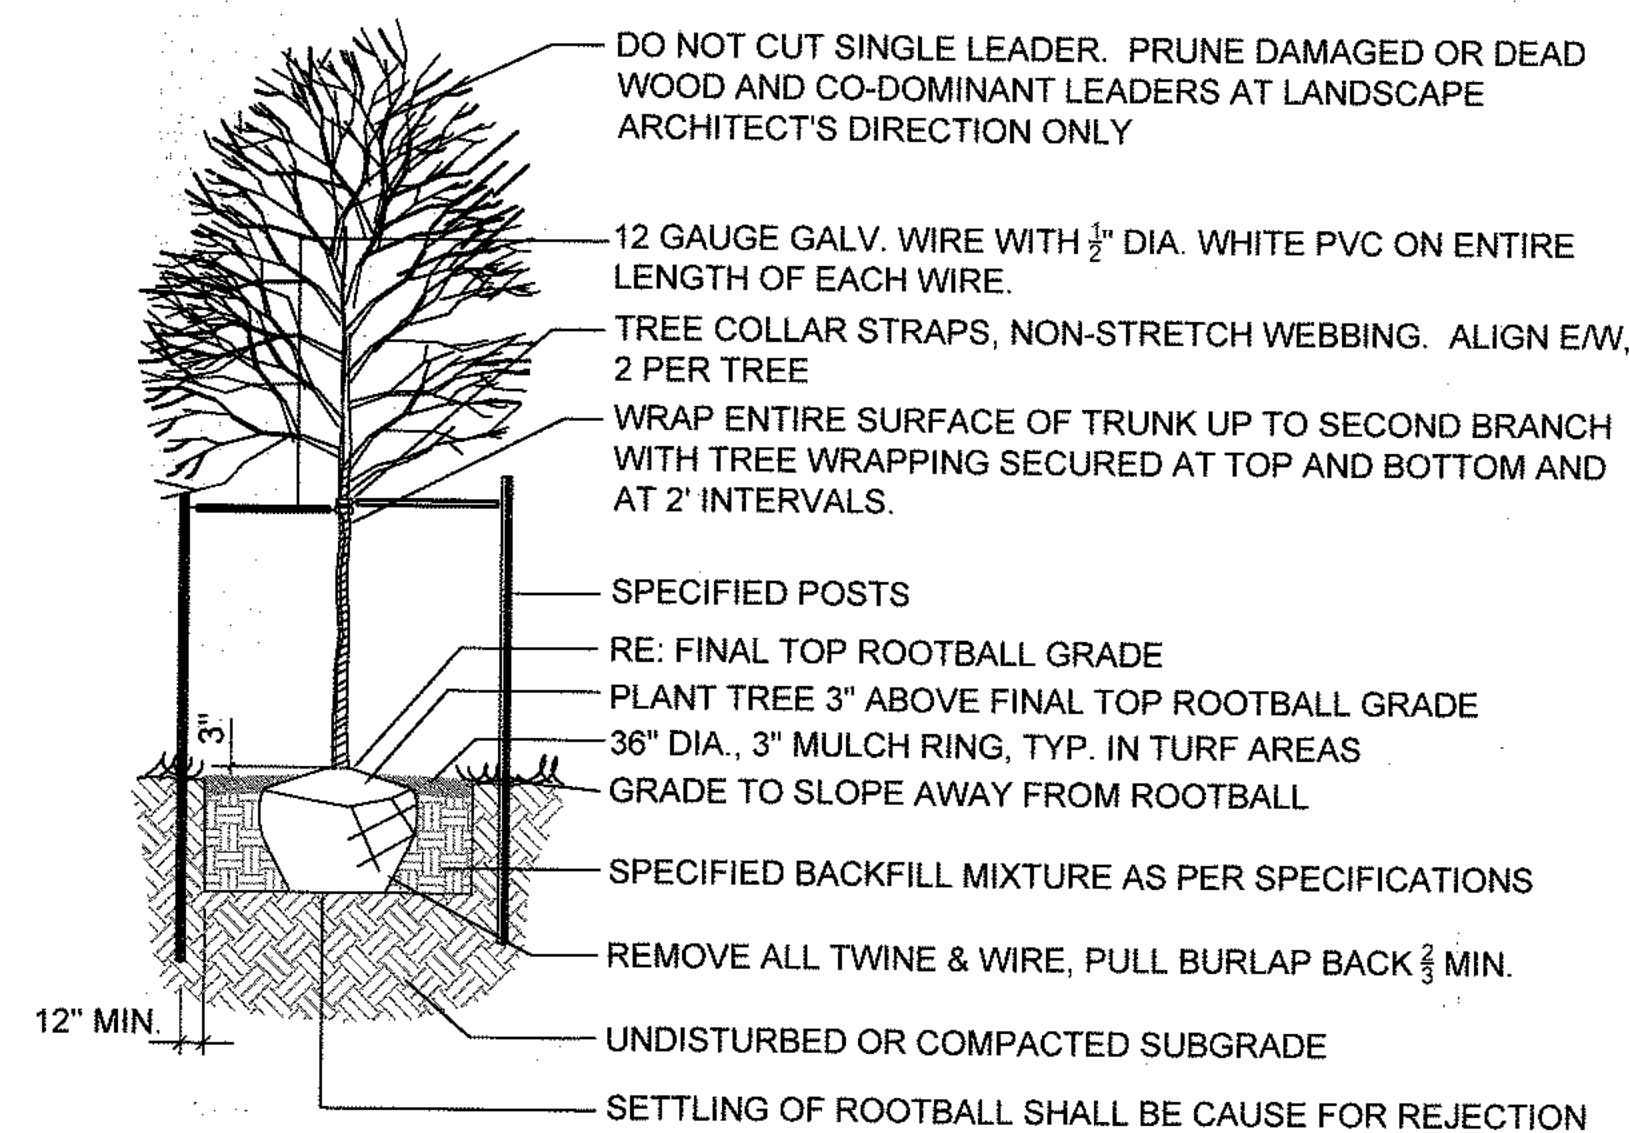 DO NOT CUT SINGLE LEADER. PRUNE DAMAGED OR DEAD
WOOD AND CO-DOMINANT LEADERS AT LANDSCAPE
ARCHITECT'S DIRECTION ONLY
12 GAUGE GALV. WIRE WITH ½" DIA. WHITE PVC ON ENTIRE
LENGTH OF EACH WIRE.
TREE COLLAR STRAPS, NON-STRETCH WEBBING. ALIGN E/W,
2 PER TREE
WRAP ENTIRE SURFACE OF TRUNK UP TO SECOND BRANCH
WITH TREE WRAPPING SECURED AT TOP AND BOTTOM AND
AT 2' INTERVALS.
SPECIFIED POSTS
RE: FINAL TOP ROOTBALL GRADE
PLANT TREE 3" ABOVE FINAL TOP ROOTBALL GRADE
3"
36" DIA., 3" MULCH RING, TYP. IN TURF AREAS
GRADE TO SLOPE AWAY FROM ROOTBALL
SPECIFIED BACKFILL MIXTURE AS PER SPECIFICATIONS
REMOVE ALL TWINE & WIRE, PULL BURLAP BACK ⅔ MIN.
12" MIN.
UNDISTURBED OR COMPACTED SUBGRADE
SETTLING OF ROOTBALL SHALL BE CAUSE FOR REJECTION